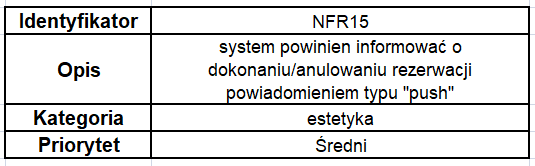 Identyfikator NFR15
Opis system powinien informować o
dokonaniu/anulowaniu rezerwacji
powiadomieniem typu "push"
Kategoria estetyka
Priorytet Średni